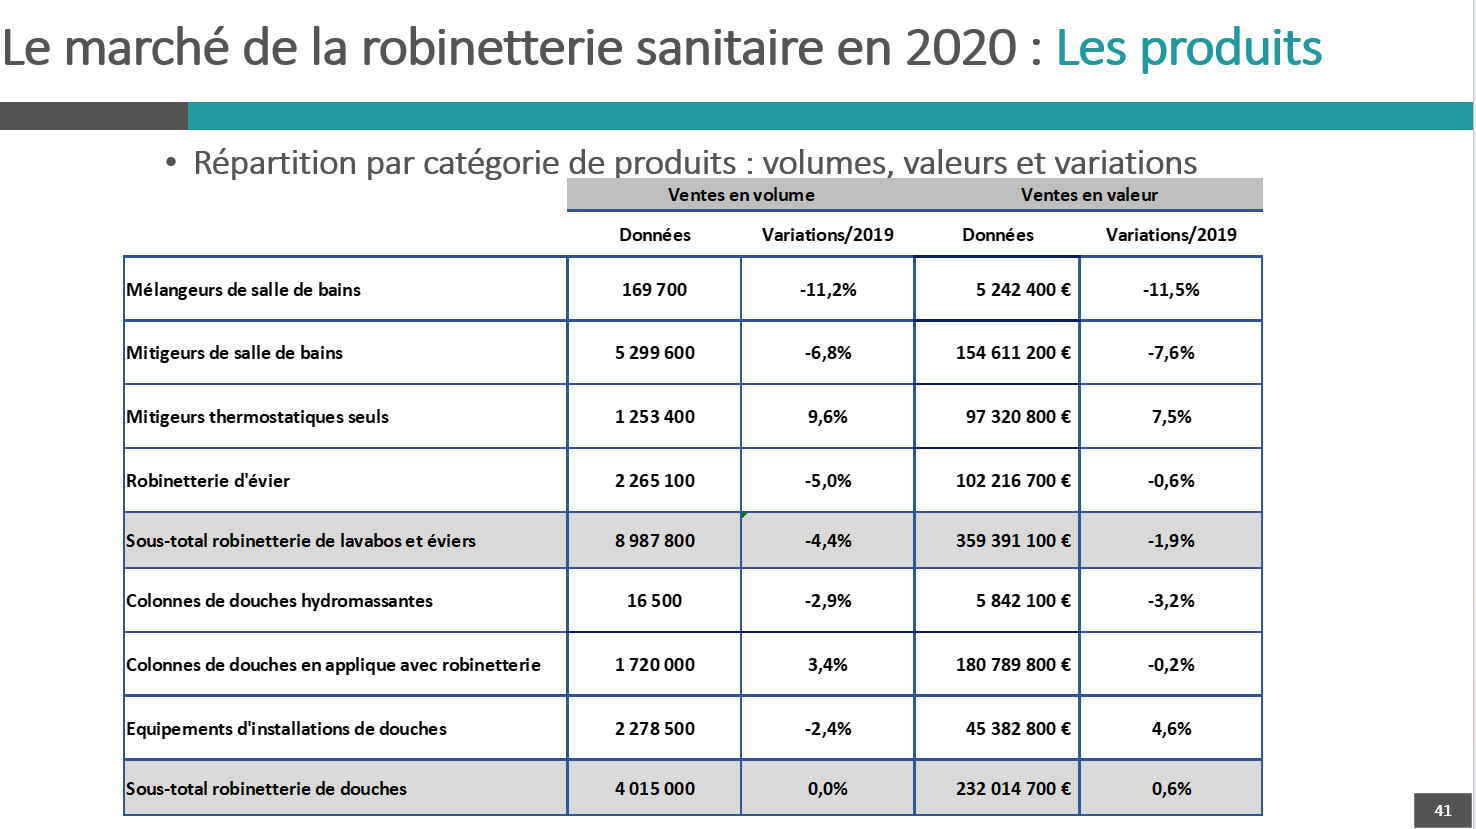 Le marché de la robinetterie sanitaire en 2020 : Les produits
• Répartition par catégorie de produits : volumes, valeurs et variations
Ventes en volume Ventes en valeur
Données Variations/2019 Données Variations/2019
Mélangeurs de salle de bains 169 700 -11,2% 5 242 400 € -11,5%
Mitigeurs de salle de bains 5 299 600 -6,8% 154 611 200 € -7,6%
Mitigeurs thermostatiques seuls 1 253 400 9,6% 97 320 800 € 7,5%
Robinetterie d'évier 2 265 100 -5,0% 102 216 700 € -0,6%
Sous-total robinetterie de lavabos et éviers 8 987 800 -4,4% 359 391 100 € -1,9%
Colonnes de douches hydromassantes 16 500 -2,9% 5 842 100 € -3,2%
Colonnes de douches en applique avec robinetterie 1 720 000 3,4% 180 789 800 € -0,2%
Equipements d'installations de douches 2 278 500 -2,4% 45 382 800 € 4,6%
Sous-total robinetterie de douches 4 015 000 0,0% 232 014 700 € 0,6%
41